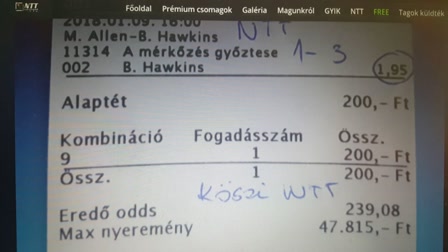 NTT Főoldal Prémium csomagok Galéria Magunkról GYIK NTT FREE Tagok küldték
2018.01.09. 18:00
M. Allen-B. Hawkins NTT
11314 A mérkőzés győztese 1-3
002 B. Hawkins 1,95
Alaptét 200,- Ft
Kombináció Fogadásszám Össz.
9 1 200,- Ft
Össz. 1 200,- Ft
Köszi NTT
Eredő odds 239,08
Max nyeremény 47.815,- Ft